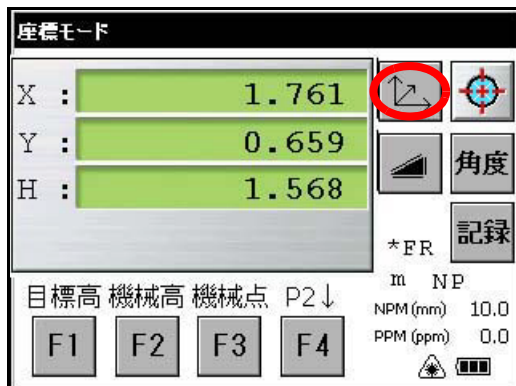 座標モード
X : 1.761
Y : 0.659
H : 1.568
角度
記録
*FR
m NP
NPM (mm) 10.0
PPM (ppm) 0.0
目標高 機械高 機械点 P2↓
F1 F2 F3 F4